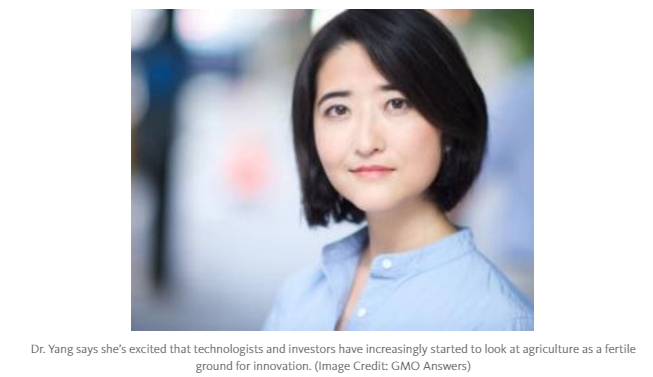 Dr. Yang says she's excited that technologists and investors have increasingly started to look at agriculture as a fertile
ground for innovation. (Image Credit: GMO Answers)